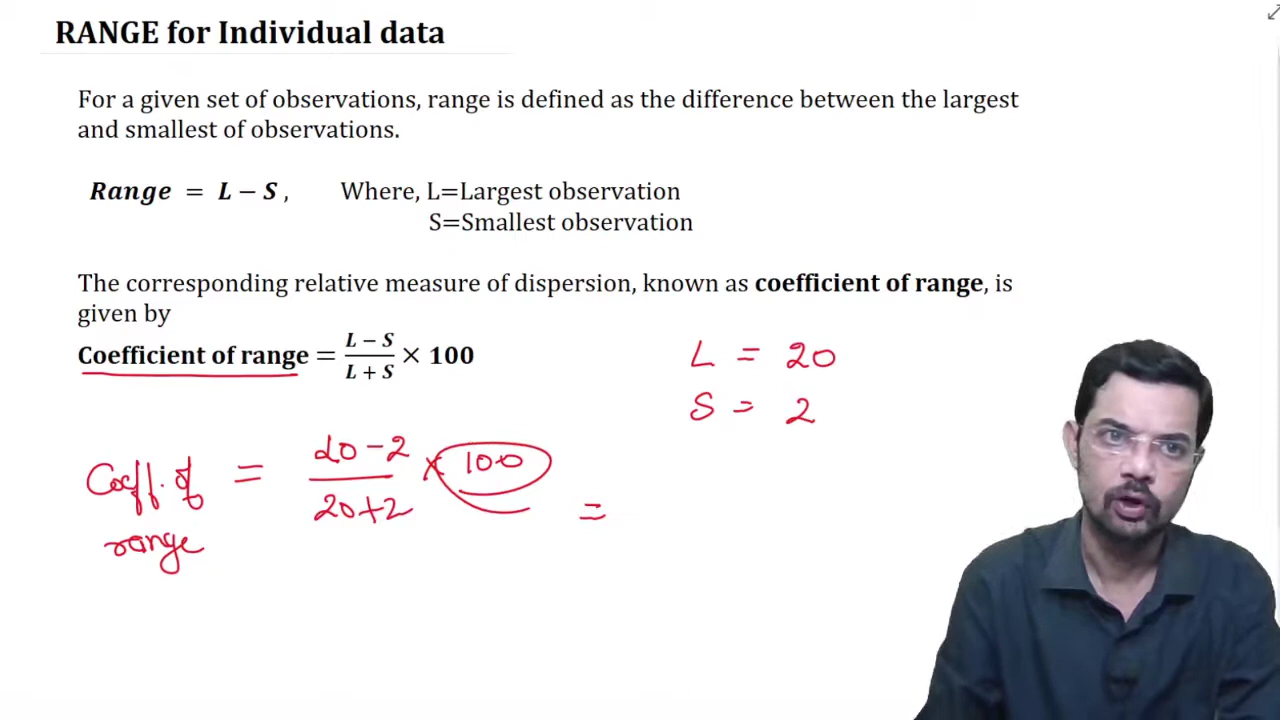 RANGE for Individual data
For a given set of observations, range is defined as the difference between the largest
and smallest of observations.
Range = L − S , Where, L=Largest observation
S=Smallest observation
The corresponding relative measure of dispersion, known as coefficient of range, is
given by
Coefficient of range = (L − S)/(L + S) × 100
L = 20
S = 2
Coeff. of range = (20 − 2)/(20 + 2) × 100 =